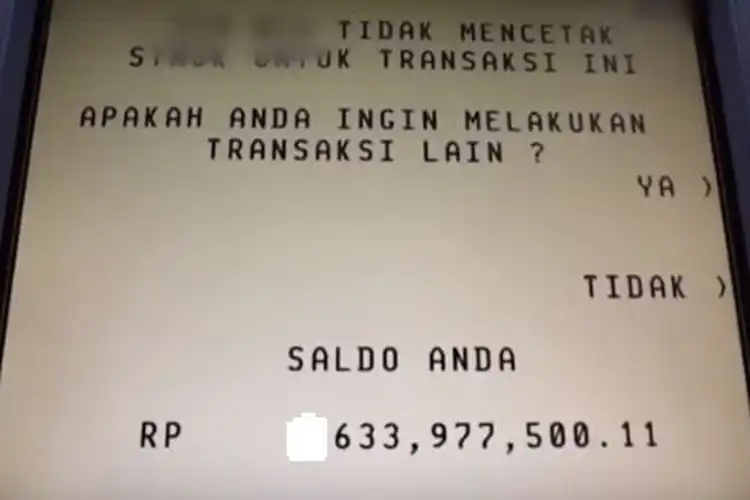 TIDAK MENCETAK
UNTUK TRANSAKSI INI
APAKAH ANDA INGIN MELAKUKAN
TRANSAKSI LAIN ?
YA )
TIDAK )
SALDO ANDA
RP 633,977,500.11